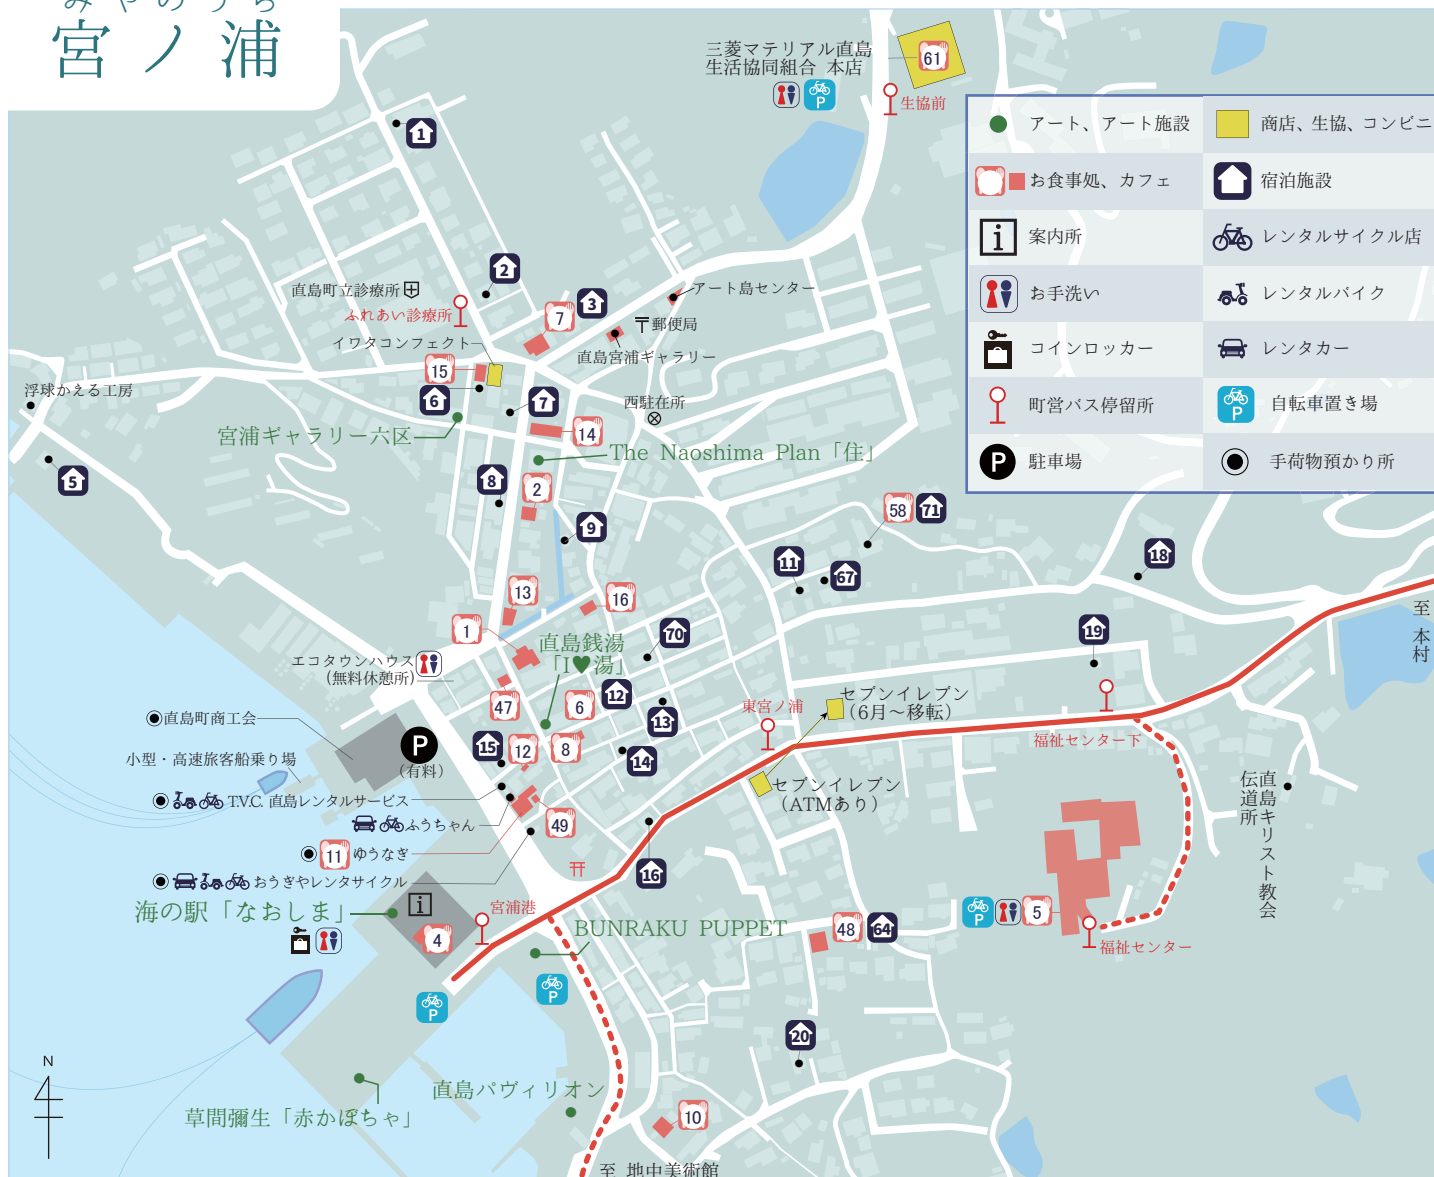 みやのうら
宮ノ浦
三菱マテリアル直島
生活協同組合 本店
P
61
生協前
アート、アート施設
商店、生協、コンビニ
お食事処、カフェ
宿泊施設
i
案内所
レンタルサイクル店
お手洗い
レンタルバイク
コインロッカー
レンタカー
町営バス停留所
P
自転車置き場
P
駐車場
手荷物預かり所
1
2
3
直島町立診療所
ふれあい診療所
7
アート島センター
〒郵便局
直島宮浦ギャラリー
イワタコンフェクト
15
浮球かえる工房
6
7
西駐在所
宮浦ギャラリー六区
14
The Naoshima Plan「住」
5
8
2
58
71
9
11
67
18
13
16
至 本村
1
70
19
直島銭湯
「I♥湯」
エコタウンハウス
(無料休憩所)
47
6
12
13
東宮ノ浦
セブンイレブン
(6月～移転)
福祉センター下
直島町商工会
P
(有料)
小型・高速旅客船乗り場
15
12
8
14
セブンイレブン
(ATMあり)
直島キリスト教会
伝道所
T.V.C. 直島レンタルサービス
ふうちゃん
49
11
ゆうなぎ
おうぎやレンタサイクル
16
海の駅「なおしま」
i
宮浦港
4
BUNRAKU PUPPET
48
64
P
5
福祉センター
P
P
20
N
直島パヴィリオン
草間彌生「赤かぼちゃ」
10
至 地中美術館